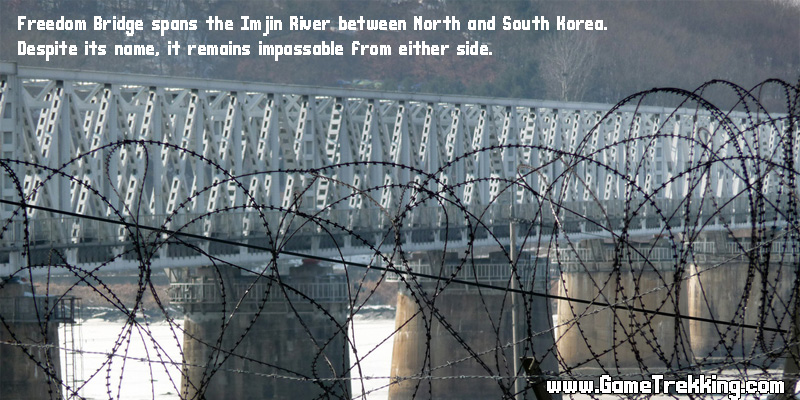 Freedom Bridge spans the Imjin River between North and South Korea.
Despite its name, it remains impassable from either side.
www.GameTrekking.com